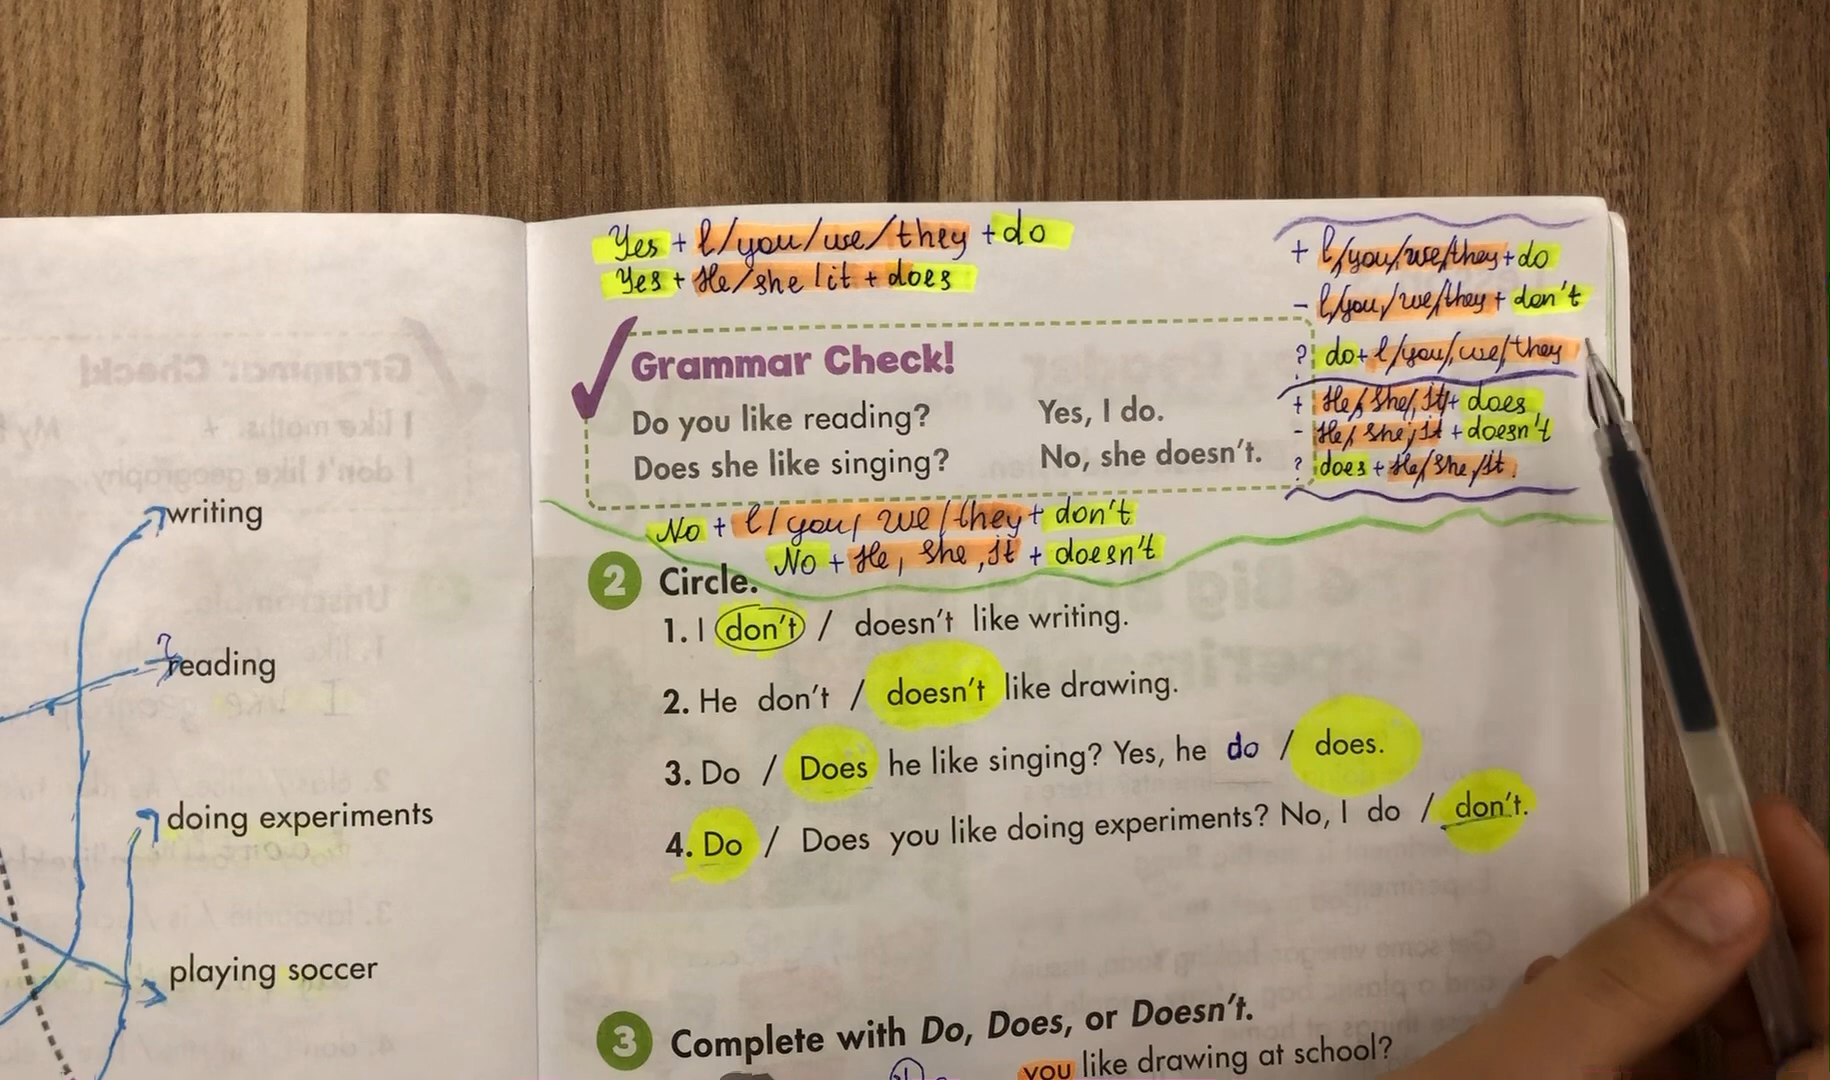 writing
reading
doing experiments
playing soccer
Yes + I/you/we/they + do
Yes + He/she/it + does
+ I/you/we/they + do
- I/you/we/they + don't
? do + I/you/we/they
+ He/she/it + does
- He, she, it + doesn't
? does + He/she/it.
Grammar Check!
Do you like reading? Yes, I do.
Does she like singing? No, she doesn't.
No + I/you/we/they + don't
No + He, she, it + doesn't
2 Circle.
1. I don't / doesn't like writing.
2. He don't / doesn't like drawing.
3. Do / Does he like singing? Yes, he do / does.
4. Do / Does you like doing experiments? No, I do / don't.
3 Complete with Do, Does, or Doesn't.
you like drawing at school?